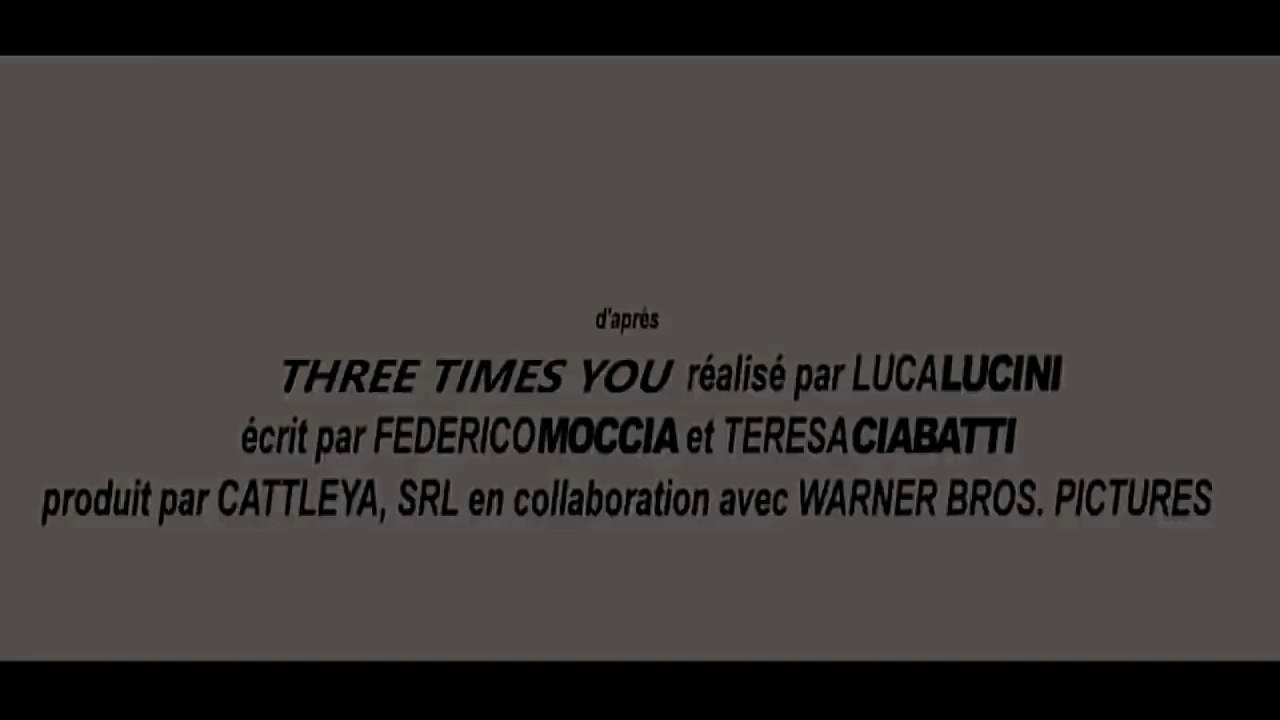 d'après
THREE TIMES YOU réalisé par LUCALUCINI
écrit par FEDERICOMOCCIA et TERESACIABATTI
produit par CATTLEYA, SRL en collaboration avec WARNER BROS. PICTURES